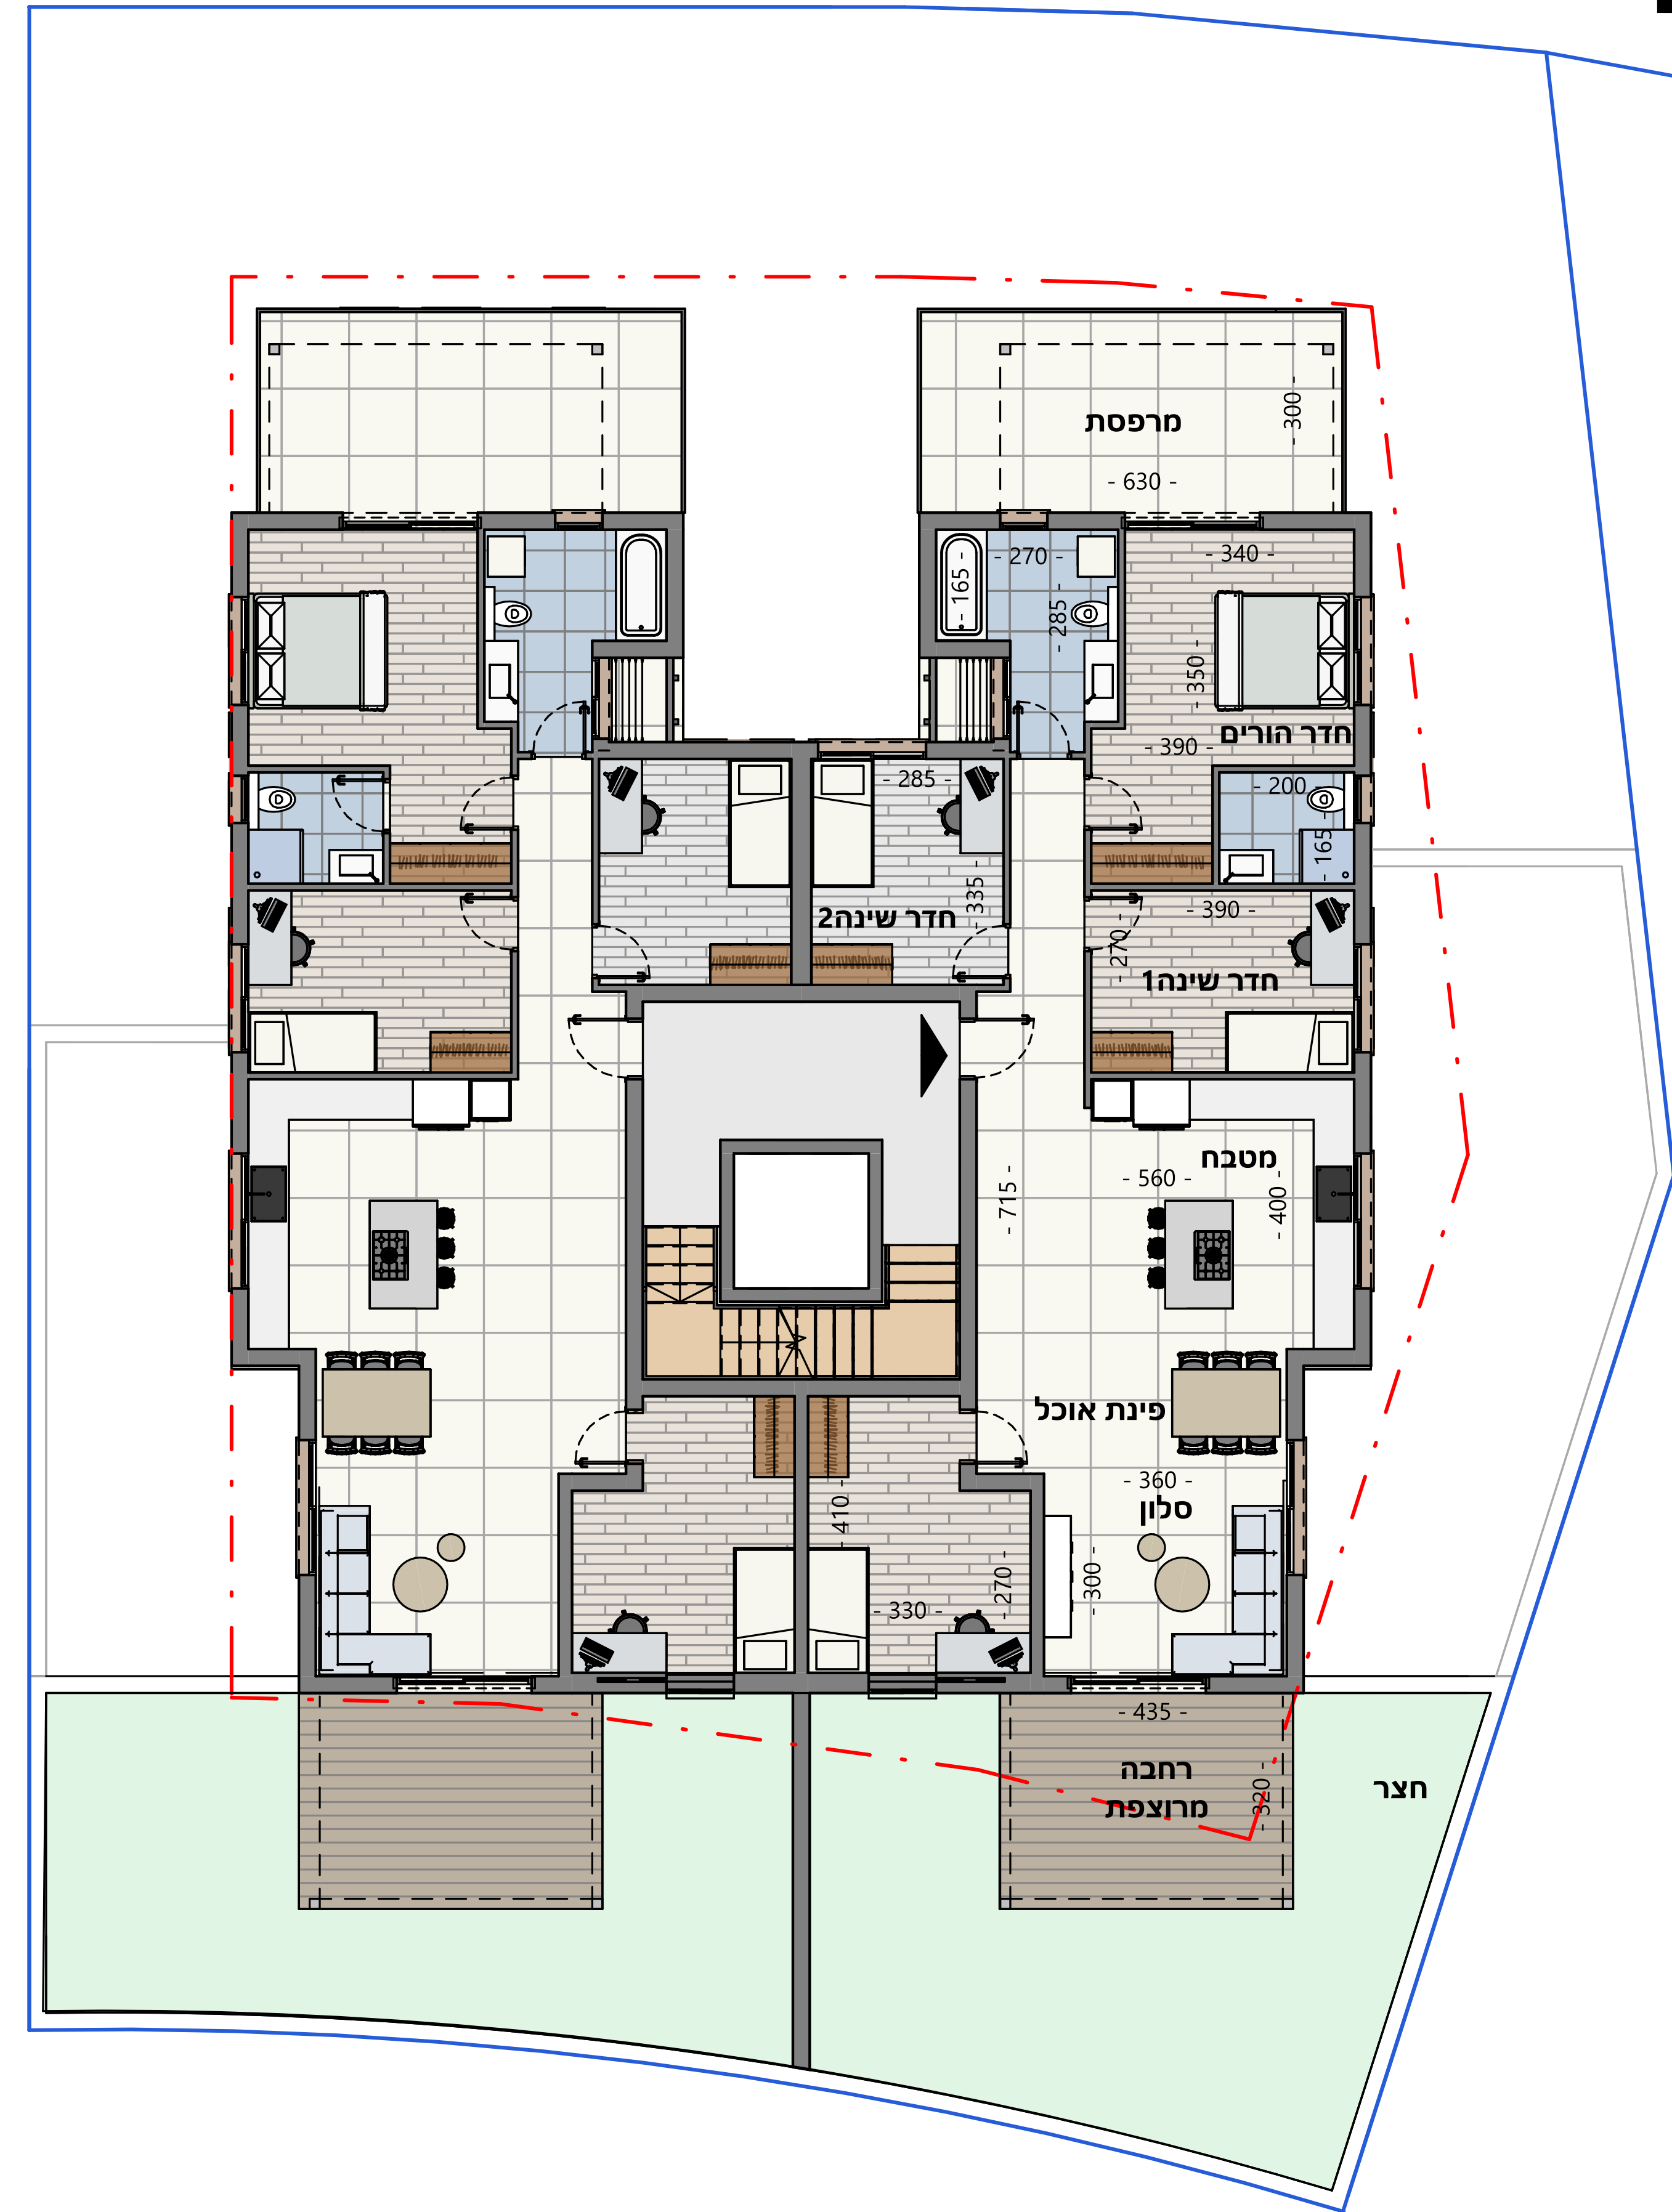 - 300 -
מרפסת
- 630 -
- 340 -
- 270 -
- 165 -
- 285 -
- 350 -
חדר הורים
- 390 -
- 285 -
- 200 -
- 165 -
- 335 -
חדר שינה2
- 390 -
- 270 -
חדר שינה1
מטבח
- 560 -
- 400 -
- 715 -
פינת אוכל
- 360 -
סלון
- 410 -
- 270 -
- 300 -
- 330 -
- 435 -
רחבה
מרוצפת
- 320 -
חצר